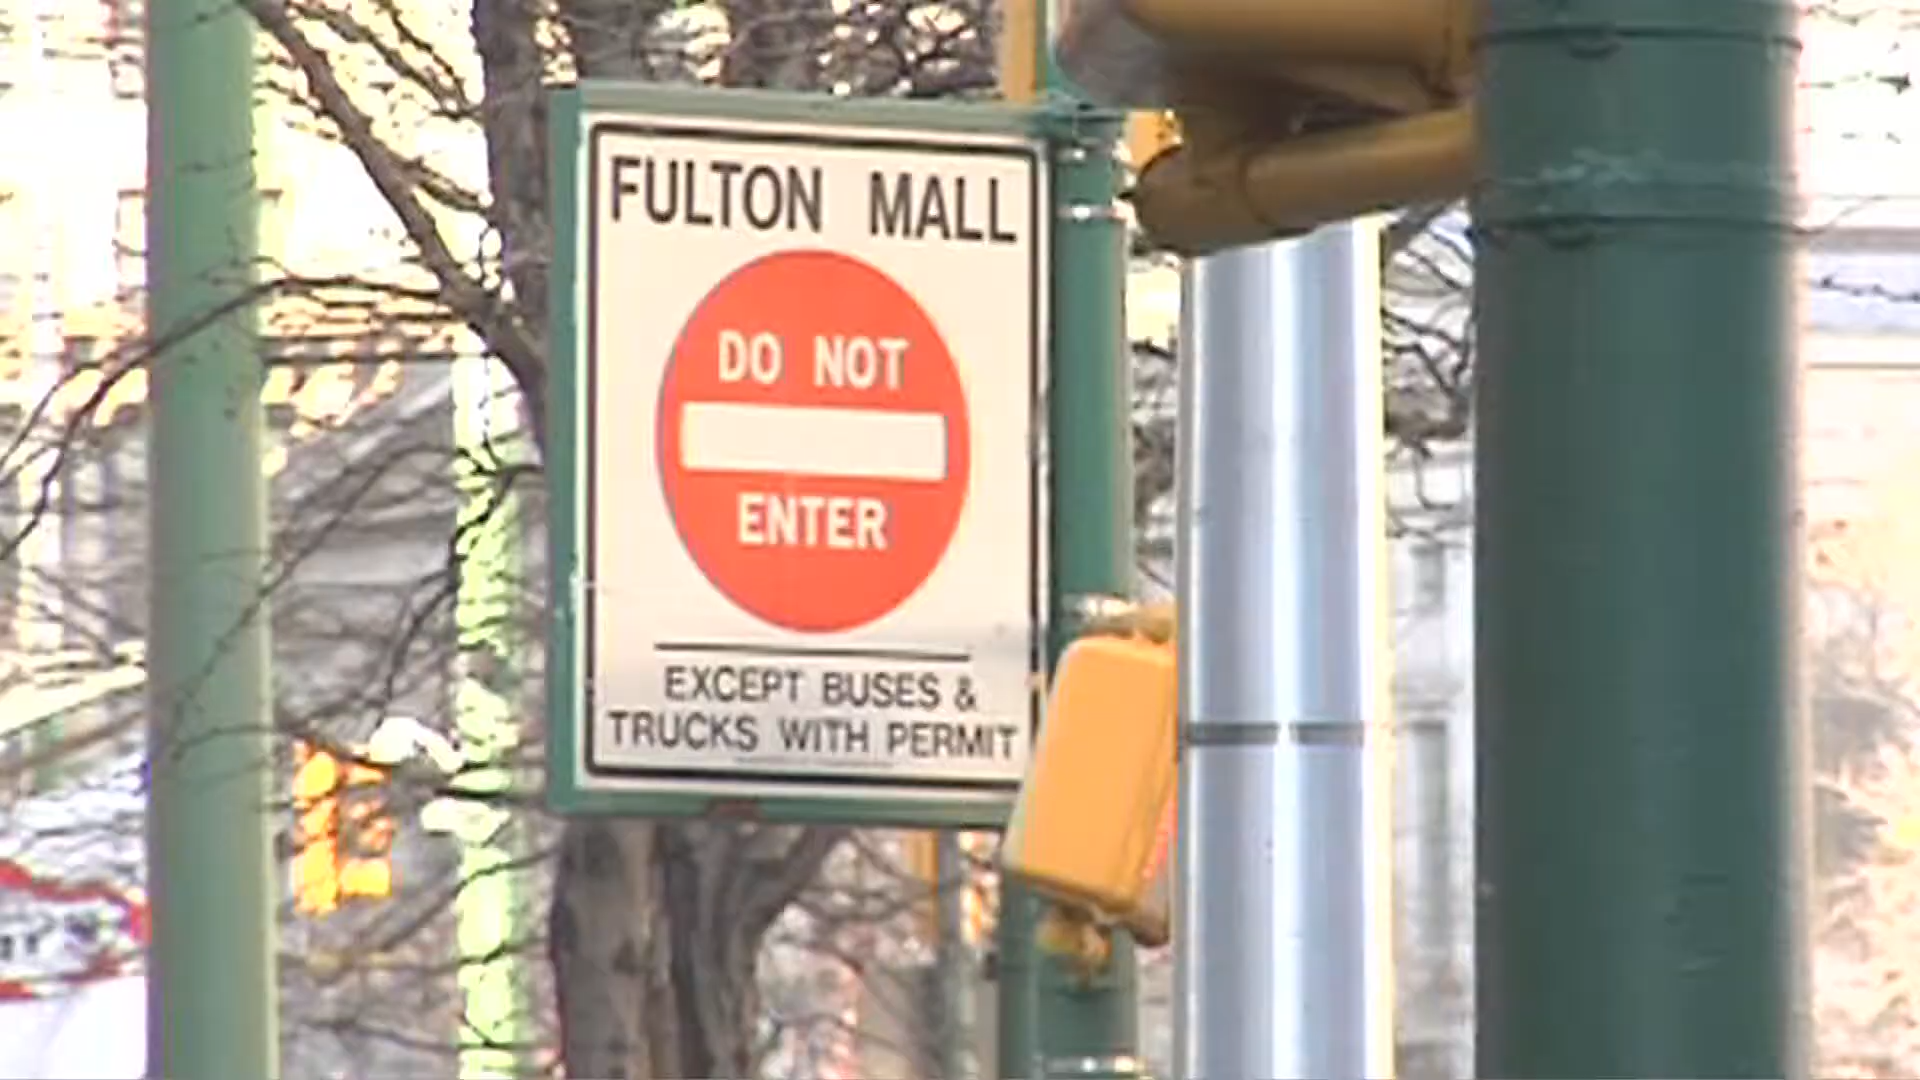 FULTON MALL
DO NOT
ENTER
EXCEPT BUSES &
TRUCKS WITH PERMIT